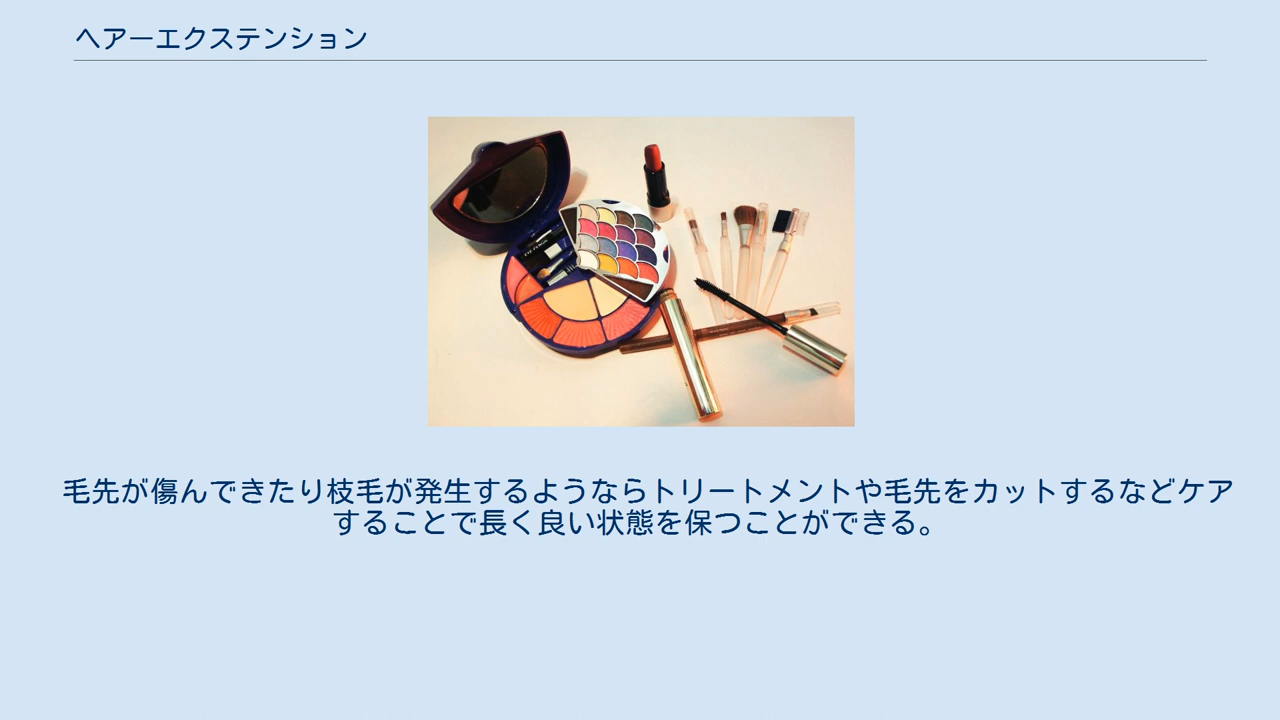 ヘアーエクステンション
毛先が傷んできたり枝毛が発生するようならトリートメントや毛先をカットするなどケア
することで長く良い状態を保つことができる。